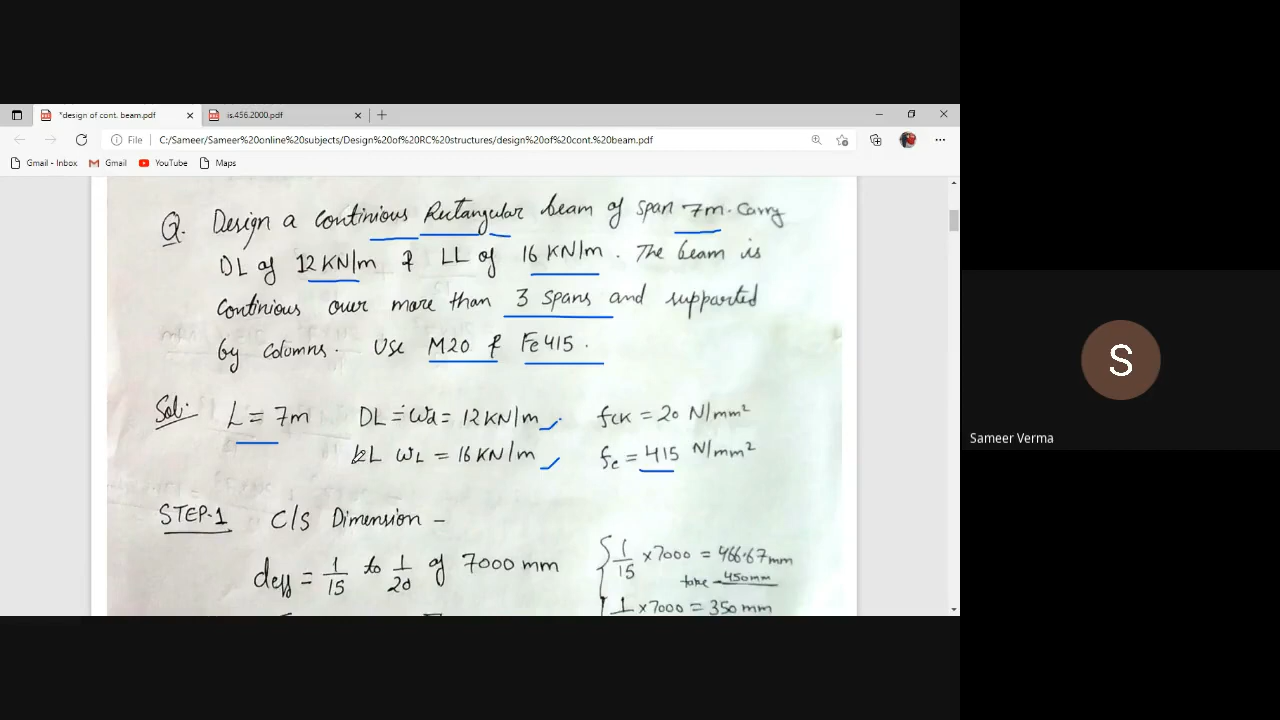 *design of cont. beam.pdf
is.456.2000.pdf
File
C:/Sameer/Sameer%20online%20subjects/Design%20of%20RC%20structures/design%20of%20cont.%20beam.pdf
Gmail - Inbox
Gmail
YouTube
Maps
Q. Design a continious Rectangular beam of span 7m. carry
DL of 12 KN/m & LL of 16 KN/m. The beam is
continious over more than 3 spans and supported
by columns. Use M20 & Fe415.
Sol: L = 7m DL = wd = 12 KN/m fck = 20 N/mm²
LL wL = 16 KN/m fe = 415 N/mm²
STEP-1 C/S Dimension -
deff = 1/15 to 1/20 of 7000 mm
1/15 x7000 = 466.67mm
take 450mm
x7000 = 350 mm
S
Sameer Verma